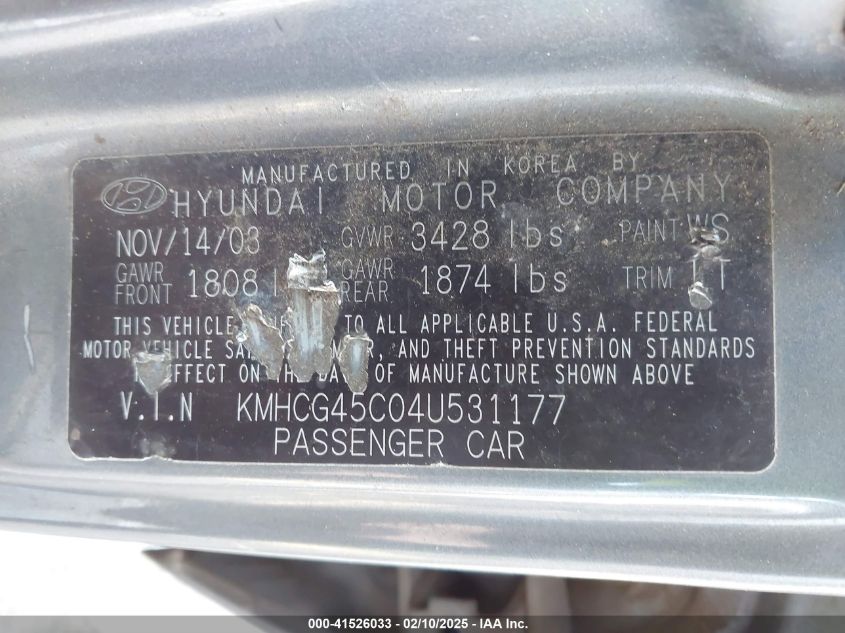 MANUFACTURED IN KOREA BY
HYUNDAI MOTOR COMPANY
NOV/14/03 GVWR 3428 lbs PAINT WS
GAWR FRONT 1808 GAWR REAR 1874 lbs TRIM T
THIS VEHICLE TO ALL APPLICABLE U.S.A. FEDERAL
MOTOR VEHICLE AND THEFT PREVENTION STANDARDS
EFFECT ON OF MANUFACTURE SHOWN ABOVE
V.I.N KMHCG45C04U531177
PASSENGER CAR
000-41526033 - 02/10/2025 - IAA Inc.